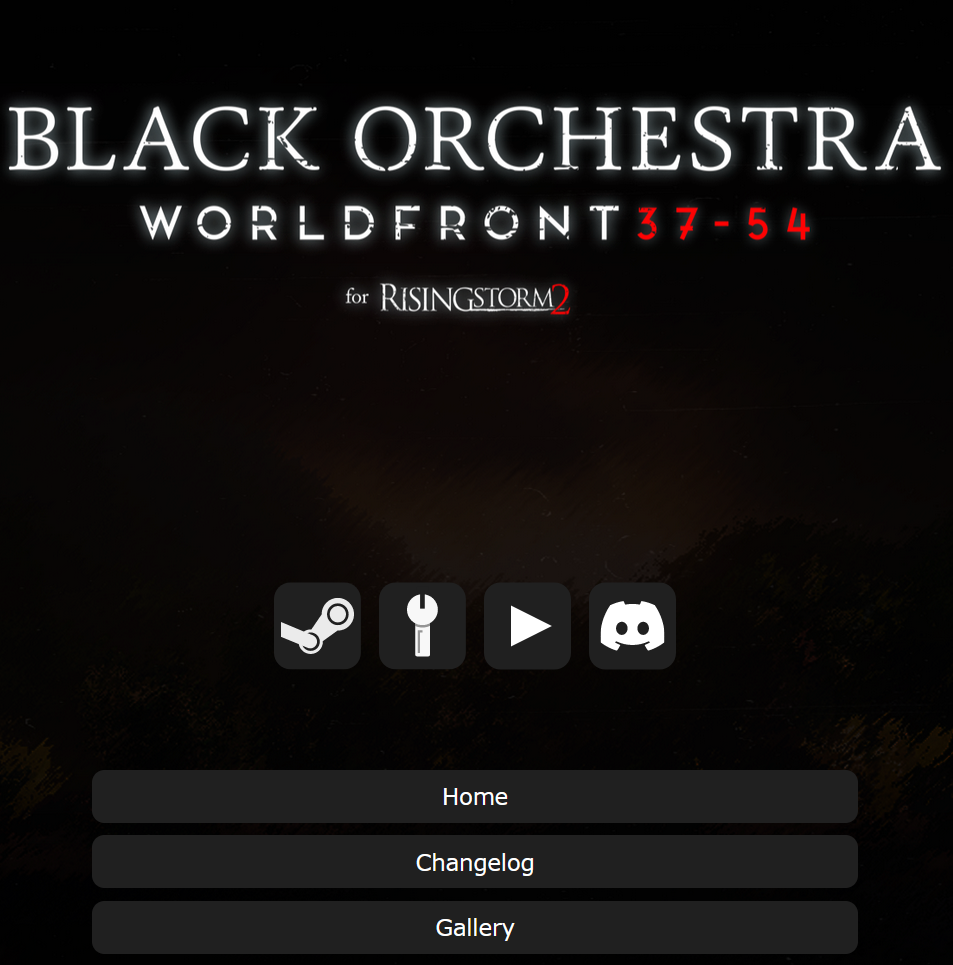 BLACK ORCHESTRA
WORLDFRONT 37-54
for RISINGSTORM2
Home
Changelog
Gallery